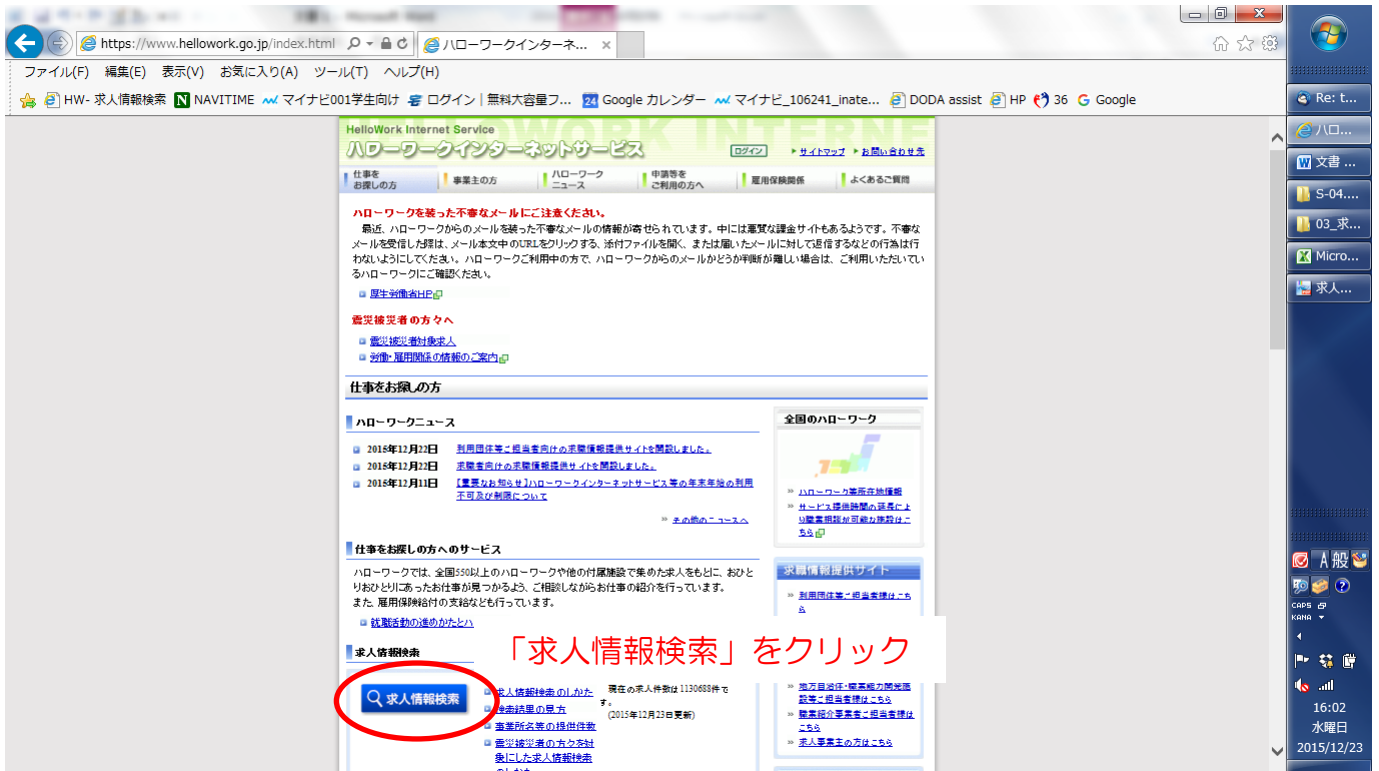 https://www.hellowork.go.jp/index.html
ハローワークインターネ...
ファイル(F) 編集(E) 表示(V) お気に入り(A) ツール(T) ヘルプ(H)
HW- 求人情報検索 NAVITIME マイナビ001学生向け ログイン｜無料大容量フ... 27 Google カレンダー マイナビ_106241_inate... DODA assist HP 36 Google
HelloWork Internet Service
ハローワークインターネットサービス
ログイン サイトマップ お問い合わせ先
仕事をお探しの方 事業主の方 ハローワークニュース 申請等をご利用の方へ 雇用保険関係 よくあるご質問
ハローワークを装った不審なメールにご注意ください。
最近、ハローワークからのメールを装った不審なメールの情報が寄せられています。中には悪質な課金サイトもあるようです。不審な
メールを受信した際は、メール本文中のURLをクリックする、添付ファイルを開く、または届いたメールに対して返信するなどの行為は行
わないようにしてください。ハローワークご利用中の方で、ハローワークからのメールかどうか判断が難しい場合は、ご利用いただいてい
るハローワークにご確認ください。
厚生労働省HP
震災被災者の方々へ
震災被災者対象求人
労働・雇用関係の情報のご案内
仕事をお探しの方
ハローワークニュース
2015年12月22日 利用団体等ご担当者向けの求職情報提供サイトを開設しました。
2015年12月22日 求職者向けの求職情報提供サイトを開設しました。
2015年12月11日 【重要なお知らせ】ハローワークインターネットサービス等の年末年始の利用
不可及び制限について
その他のニュースへ
全国のハローワーク
ハローワーク等所在地情報
サービス提供時間の延長によ
り職業相談が可能な施設はこ
ちら
仕事をお探しの方へのサービス
ハローワークでは、全国550以上のハローワークや他の付属施設で集めた求人をもとに、おひと
りおひとりにあったお仕事が見つかるよう、ご相談しながらお仕事の紹介を行っています。
また、雇用保険給付の支給なども行っています。
就職活動の進めかたとハ
求職情報提供サイト
利用団体等ご担当者様はこち
ら
「求人情報検索」をクリック
求人情報検索
求人情報検索
求人情報検索のしかた
検索結果の見方
事業所名等の提供件数
震災被災者の方々を対
象にした求人情報検索
のしかた
現在の求人件数は1130688件で
す。
(2015年12月23日更新)
地方自治体・職業能力開発施
設等ご担当者様はこちら
職業紹介事業者ご担当者様は
こちら
求人事業主の方はこちら
Re: t...
ハロ...
文書 ...
S-04....
03_求...
Micro...
求人...
A 般
CAPS
KANA
16:02
水曜日
2015/12/23